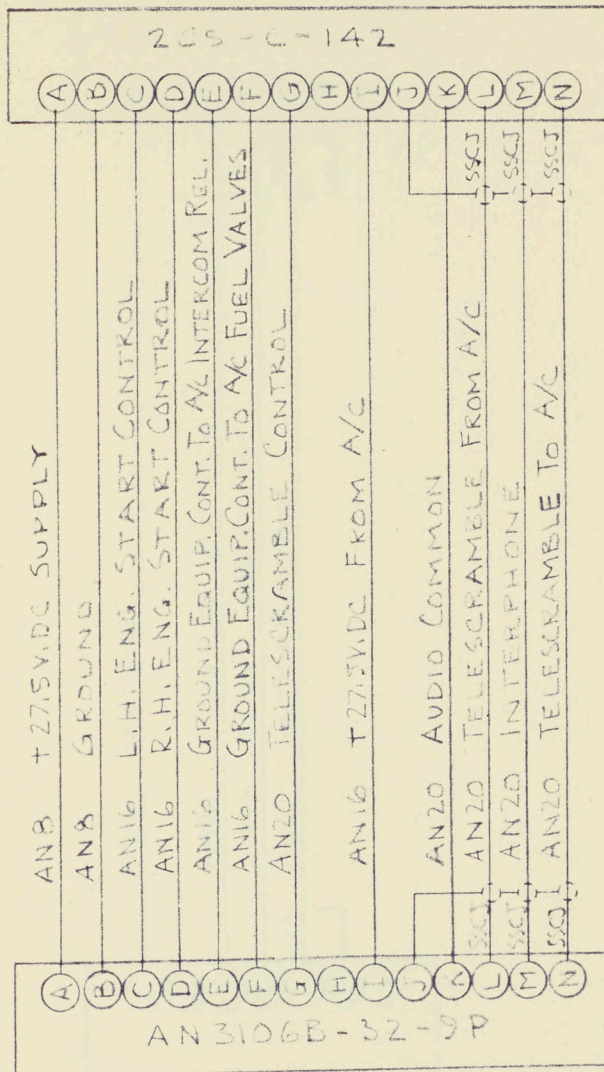 2CS-C-142
A B C D E F G H I J K L M N
AN8 +27.5V.DC SUPPLY
AN8 GROUND
AN16 L.H. ENG. START CONTROL
AN16 R.H. ENG. START CONTROL
AN16 GROUND EQUIP. CONT. TO A/C INTERCOM REL.
AN16 GROUND EQUIP. CONT. TO A/C FUEL VALVES
AN20 TELESCRAMBLE CONTROL
AN16 +27.5V.DC FROM A/C
AN20 AUDIO COMMON
SSCJ AN20 TELESCRAMBLE FROM A/C SSCJ
SSCJ AN20 INTERPHONE SSCJ
SSCJ AN20 TELESCRAMBLE TO A/C SSCJ
A B C D E F G H I J K L M N
AN3106B-32-9P